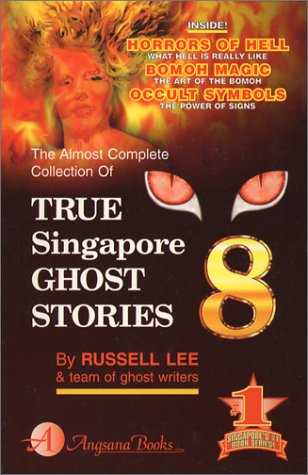 INSIDE!
HORRORS OF HELL
WHAT HELL IS REALLY LIKE
BOMOH MAGIC
THE ART OF THE BOMOH
OCCULT SYMBOLS
THE POWER OF SIGNS
The Almost Complete
Collection Of
TRUE
Singapore
GHOST
STORIES
8
By RUSSELL LEE
& team of ghost writers
A
Angsana Books
#1
SINGAPORE'S #1
BOOK SERIES!